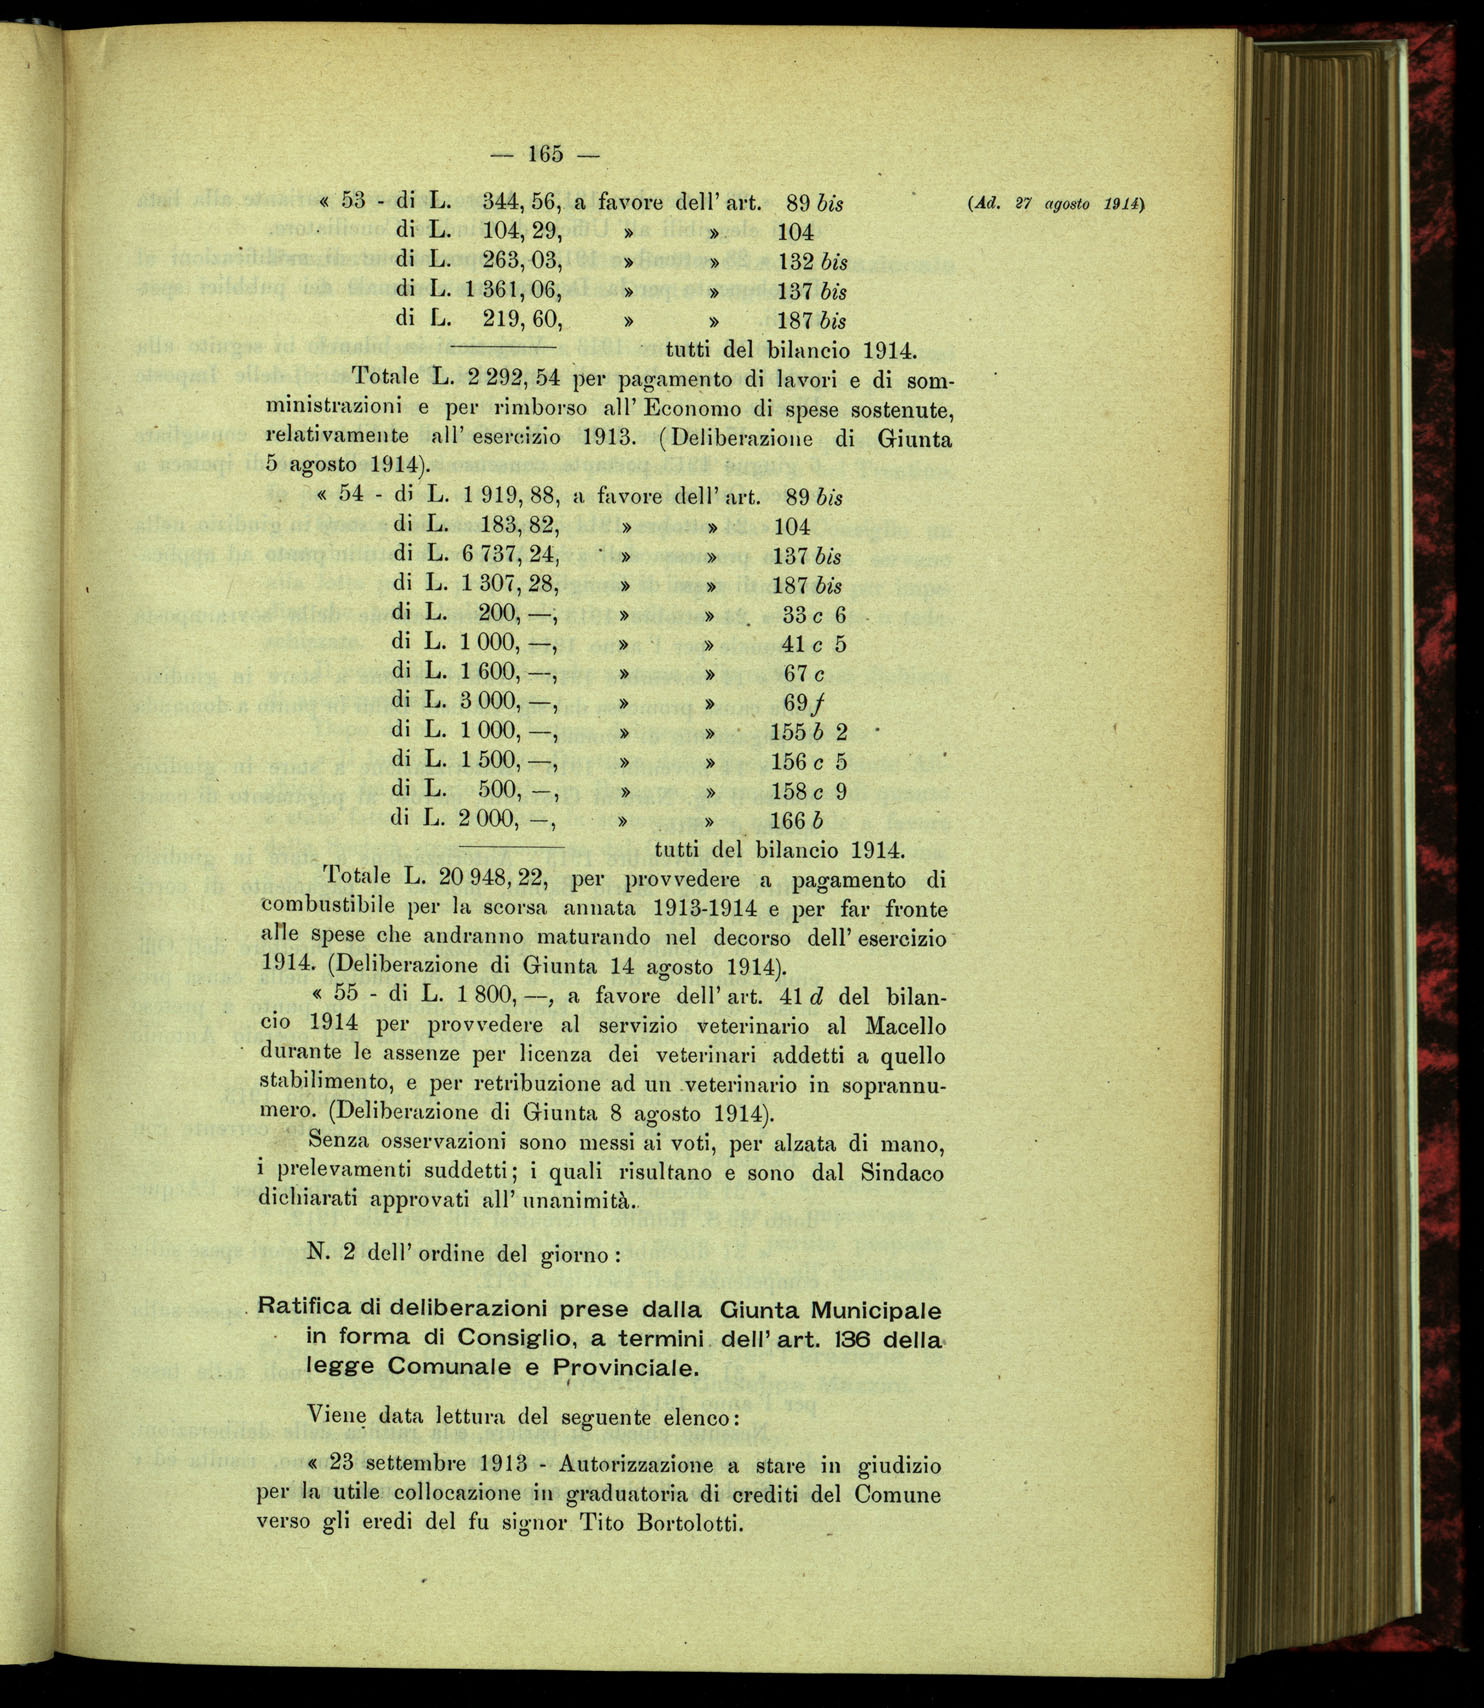 — 165 —
« 53 - di L. 344, 56, a favore dell' art. 89 bis
(Ad. 27 agosto 1914)
di L. 104, 29, » » 104
di L. 263, 03, » » 132 bis
di L. 1 361, 06, » » 137 bis
di L. 219, 60, » » 187 bis
tutti del bilancio 1914.
Totale L. 2 292, 54 per pagamento di lavori e di som-
ministrazioni e per rimborso all' Economo di spese sostenute,
relativamente all' esercizio 1913. (Deliberazione di Giunta
5 agosto 1914).
« 54 - di L. 1 919, 88, a favore dell' art. 89 bis
di L. 183, 82, » » 104
di L. 6 737, 24, » » 137 bis
di L. 1 307, 28, » » 187 bis
di L. 200, —, » » 33 c 6
di L. 1 000, —, » » 41 c 5
di L. 1 600, —, » » 67 c
di L. 3 000, —, » » 69 f
di L. 1 000, —, » » 155 b 2
di L. 1 500, —, » » 156 c 5
di L. 500, —, » » 158 c 9
di L. 2 000, —, » » 166 b
tutti del bilancio 1914.
Totale L. 20 948, 22, per provvedere a pagamento di
combustibile per la scorsa annata 1913-1914 e per far fronte
alle spese che andranno maturando nel decorso dell' esercizio
1914. (Deliberazione di Giunta 14 agosto 1914).
« 55 - di L. 1 800, —, a favore dell' art. 41 d del bilan-
cio 1914 per provvedere al servizio veterinario al Macello
durante le assenze per licenza dei veterinari addetti a quello
stabilimento, e per retribuzione ad un veterinario in soprannu-
mero. (Deliberazione di Giunta 8 agosto 1914).
Senza osservazioni sono messi ai voti, per alzata di mano,
i prelevamenti suddetti; i quali risultano e sono dal Sindaco
dichiarati approvati all' unanimità.
N. 2 dell' ordine del giorno:
Ratifica di deliberazioni prese dalla Giunta Municipale
in forma di Consiglio, a termini dell' art. 136 della
legge Comunale e Provinciale.
Viene data lettura del seguente elenco:
« 23 settembre 1913 - Autorizzazione a stare in giudizio
per la utile collocazione in graduatoria di crediti del Comune
verso gli eredi del fu signor Tito Bortolotti.